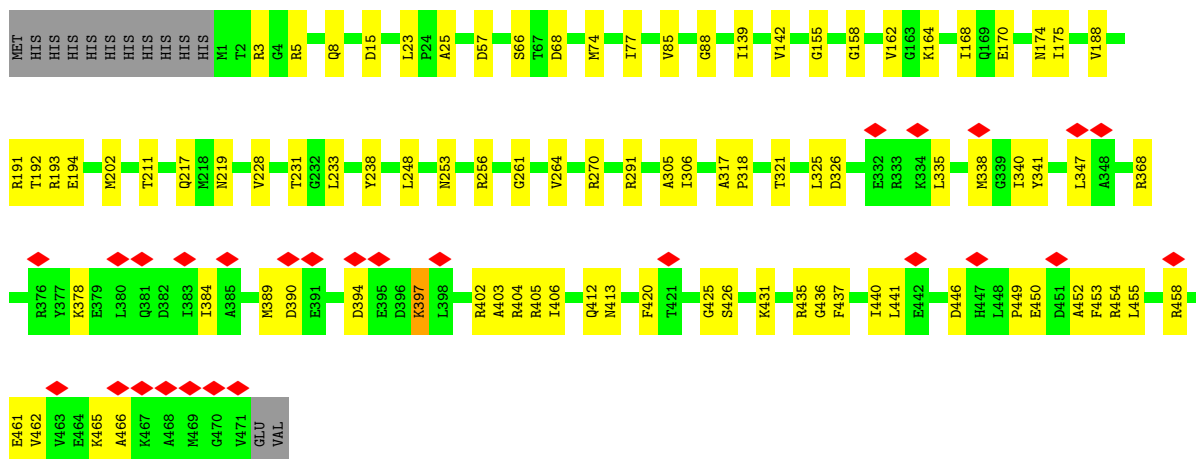 MET HIS HIS HIS HIS HIS HIS HIS HIS HIS M1 T2 R3 G4 R5 Q8 D15 L23 P24 A25 D57 S66 T67 D68 M74 I77 V85 G88 I139 V142 G155 G158 V162 G163 K164 I168 Q169 E170 N174 I175 V188
R191 T192 R193 E194 M202 T211 Q217 M218 N219 V228 T231 G232 L233 Y238 L248 N253 R256 G261 V264 R270 R291 A305 I306 A317 P318 T321 L325 D326 E332 R333 K334 L335 M338 G339 I340 Y341 L347 A348 R368
R376 Y377 K378 E379 L380 Q381 D382 I383 I384 A385 M389 D390 E391 D394 E395 D396 K397 L398 R402 A403 R404 R405 I406 Q412 N413 F420 T421 G425 S426 K431 R435 G436 F437 I440 L441 E442 D446 H447 L448 P449 E450 D451 A452 F453 R454 L455 R458
E461 V462 V463 E464 K465 A466 K467 A468 M469 G470 V471 GLU VAL